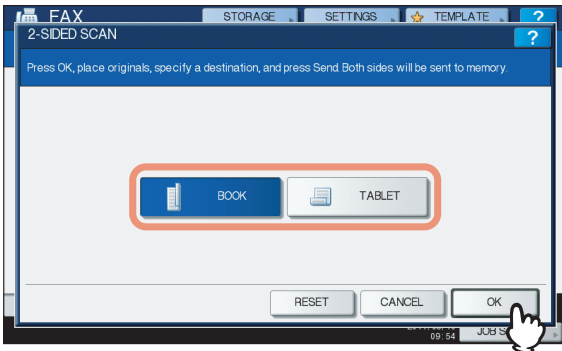 FAX STORAGE SETTINGS TEMPLATE ?
2-SIDED SCAN ?
Press OK, place originals, specify a destination, and press Send. Both sides will be sent to memory.
BOOK TABLET
RESET CANCEL OK
09:54 JOB S